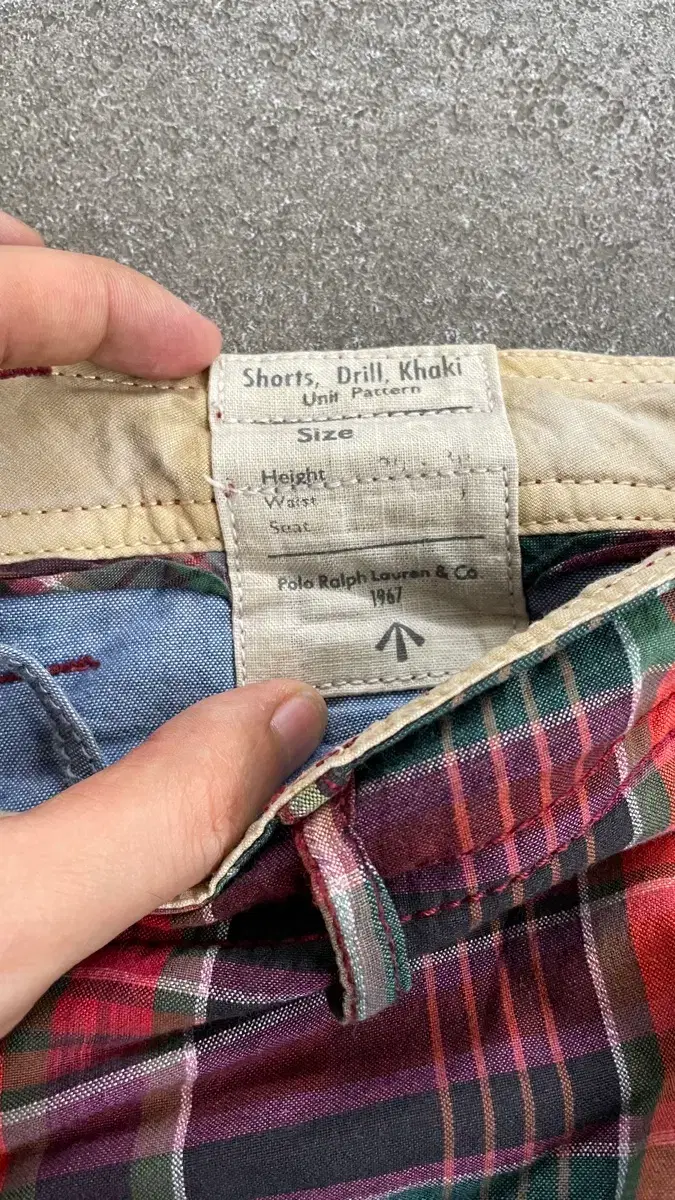 Shorts, Drill, Khaki
Unit Pattern
Size
Height
Waist
Seat
Polo Ralph Lauren & Co.
1967